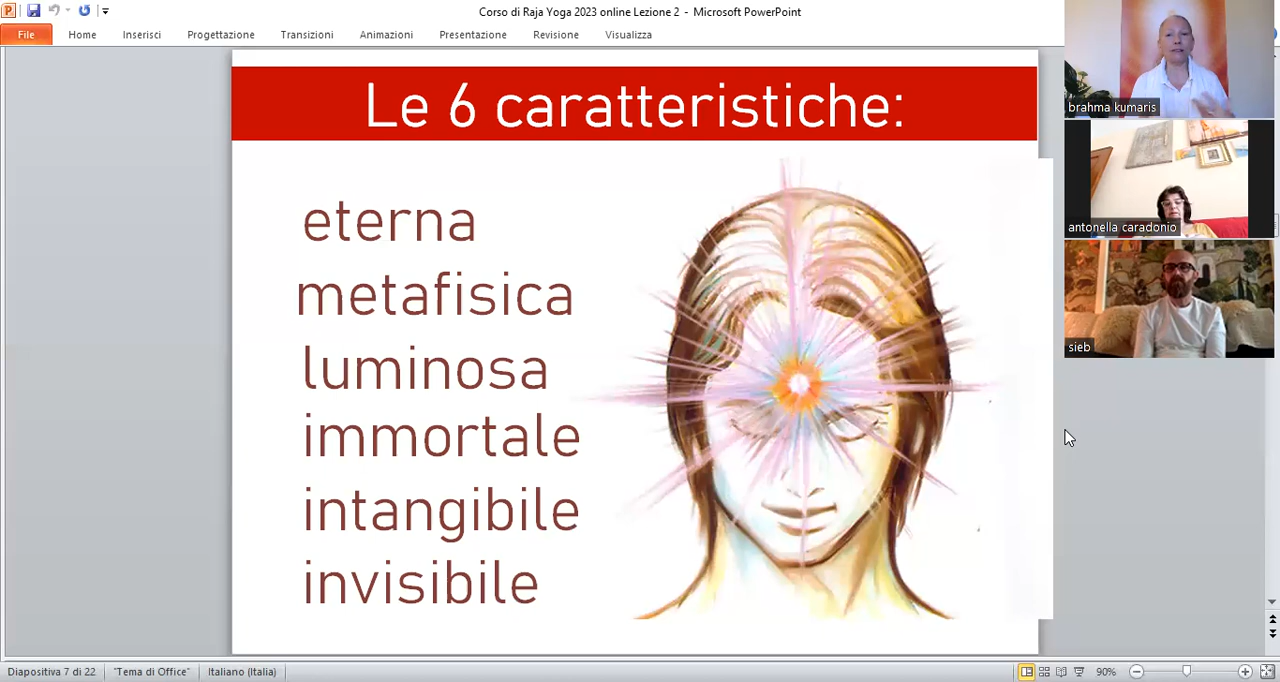 Corso di Raja Yoga 2023 online Lezione 2 - Microsoft PowerPoint
File Home Inserisci Progettazione Transizioni Animazioni Presentazione Revisione Visualizza
Le 6 caratteristiche:
eterna
metafisica
luminosa
immortale
intangibile
invisibile
brahma kumaris
antonella caradonio
sieb
Diapositiva 7 di 22 "Tema di Office" Italiano (Italia) 90%